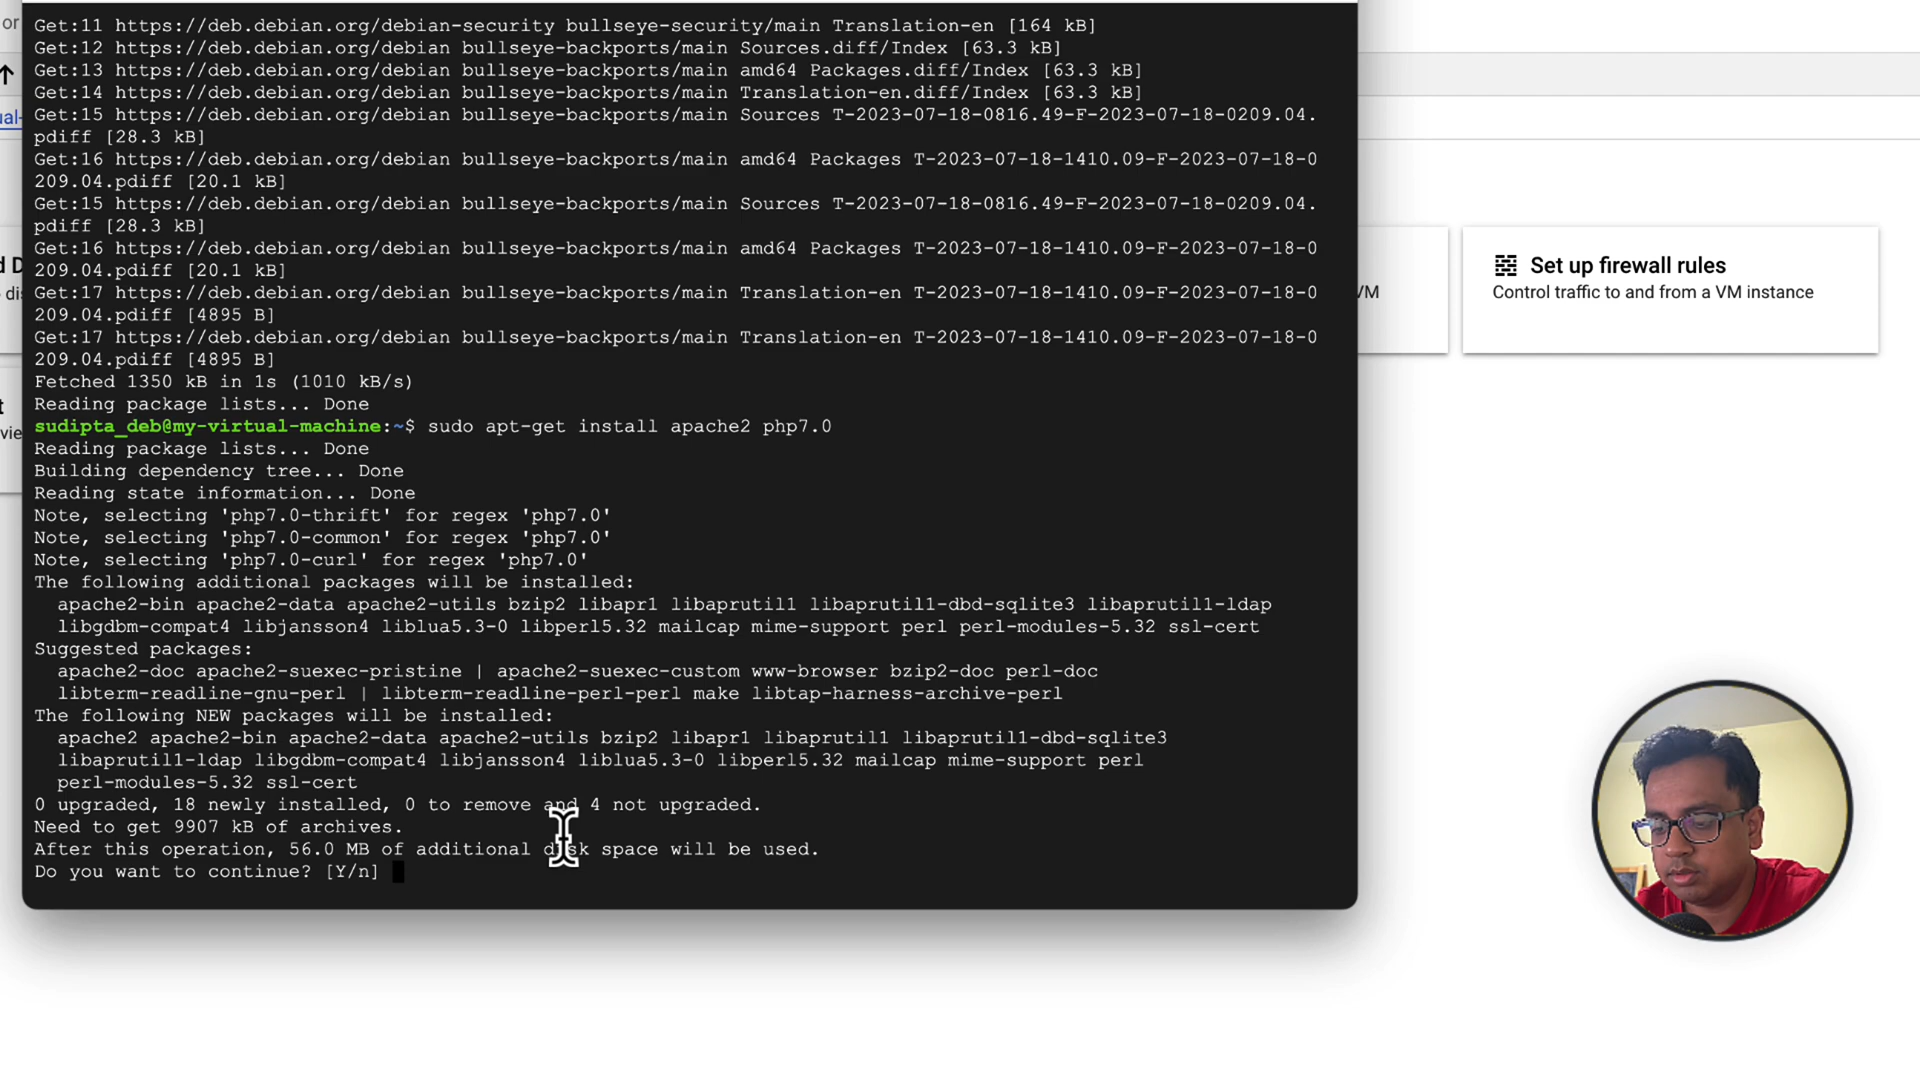 or
Get:11 https://deb.debian.org/debian-security bullseye-security/main Translation-en [164 kB]
Get:12 https://deb.debian.org/debian bullseye-backports/main Sources.diff/Index [63.3 kB]
Get:13 https://deb.debian.org/debian bullseye-backports/main amd64 Packages.diff/Index [63.3 kB]
Get:14 https://deb.debian.org/debian bullseye-backports/main Translation-en.diff/Index [63.3 kB]
ual-
Get:15 https://deb.debian.org/debian bullseye-backports/main Sources T-2023-07-18-0816.49-F-2023-07-18-0209.04.
pdiff [28.3 kB]
Get:16 https://deb.debian.org/debian bullseye-backports/main amd64 Packages T-2023-07-18-1410.09-F-2023-07-18-0
209.04.pdiff [20.1 kB]
Get:15 https://deb.debian.org/debian bullseye-backports/main Sources T-2023-07-18-0816.49-F-2023-07-18-0209.04.
pdiff [28.3 kB]
Get:16 https://deb.debian.org/debian bullseye-backports/main amd64 Packages T-2023-07-18-1410.09-F-2023-07-18-0
209.04.pdiff [20.1 kB]
Get:17 https://deb.debian.org/debian bullseye-backports/main Translation-en T-2023-07-18-1410.09-F-2023-07-18-0
209.04.pdiff [4895 B]
Get:17 https://deb.debian.org/debian bullseye-backports/main Translation-en T-2023-07-18-1410.09-F-2023-07-18-0
209.04.pdiff [4895 B]
Fetched 1350 kB in 1s (1010 kB/s)
Reading package lists... Done
sudipta_deb@my-virtual-machine:~$ sudo apt-get install apache2 php7.0
Reading package lists... Done
Building dependency tree... Done
Reading state information... Done
Note, selecting 'php7.0-thrift' for regex 'php7.0'
Note, selecting 'php7.0-common' for regex 'php7.0'
Note, selecting 'php7.0-curl' for regex 'php7.0'
The following additional packages will be installed:
apache2-bin apache2-data apache2-utils bzip2 libapr1 libaprutil1 libaprutil1-dbd-sqlite3 libaprutil1-ldap
libgdbm-compat4 libjansson4 liblua5.3-0 libperl5.32 mailcap mime-support perl perl-modules-5.32 ssl-cert
Suggested packages:
apache2-doc apache2-suexec-pristine | apache2-suexec-custom www-browser bzip2-doc perl-doc
libterm-readline-gnu-perl | libterm-readline-perl-perl make libtap-harness-archive-perl
The following NEW packages will be installed:
apache2 apache2-bin apache2-data apache2-utils bzip2 libapr1 libaprutil1 libaprutil1-dbd-sqlite3
libaprutil1-ldap libgdbm-compat4 libjansson4 liblua5.3-0 libperl5.32 mailcap mime-support perl
perl-modules-5.32 ssl-cert
0 upgraded, 18 newly installed, 0 to remove and 4 not upgraded.
Need to get 9907 kB of archives.
After this operation, 56.0 MB of additional disk space will be used.
Do you want to continue? [Y/n]
VM
Set up firewall rules
Control traffic to and from a VM instance